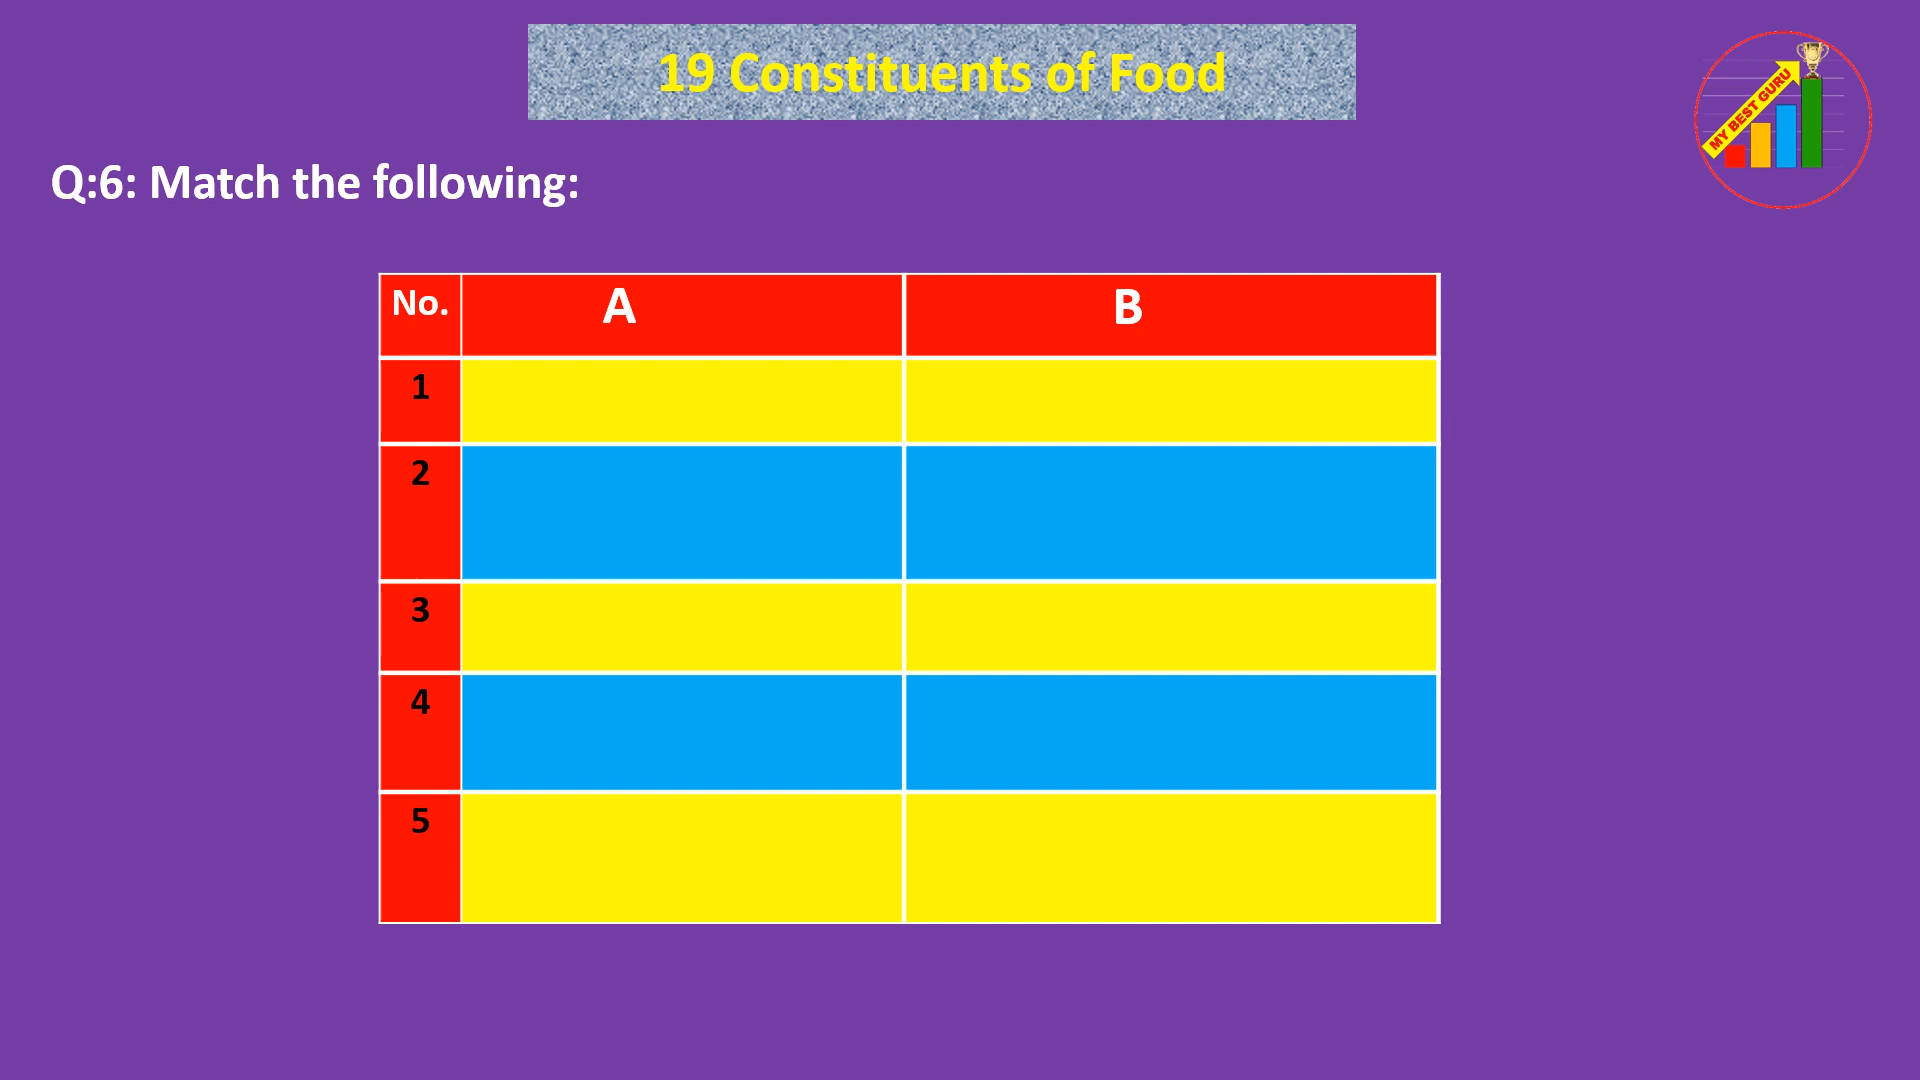 19 Constituents of Food
MY BEST GURU
Q:6: Match the following:
No. A B
1
2
3
4
5